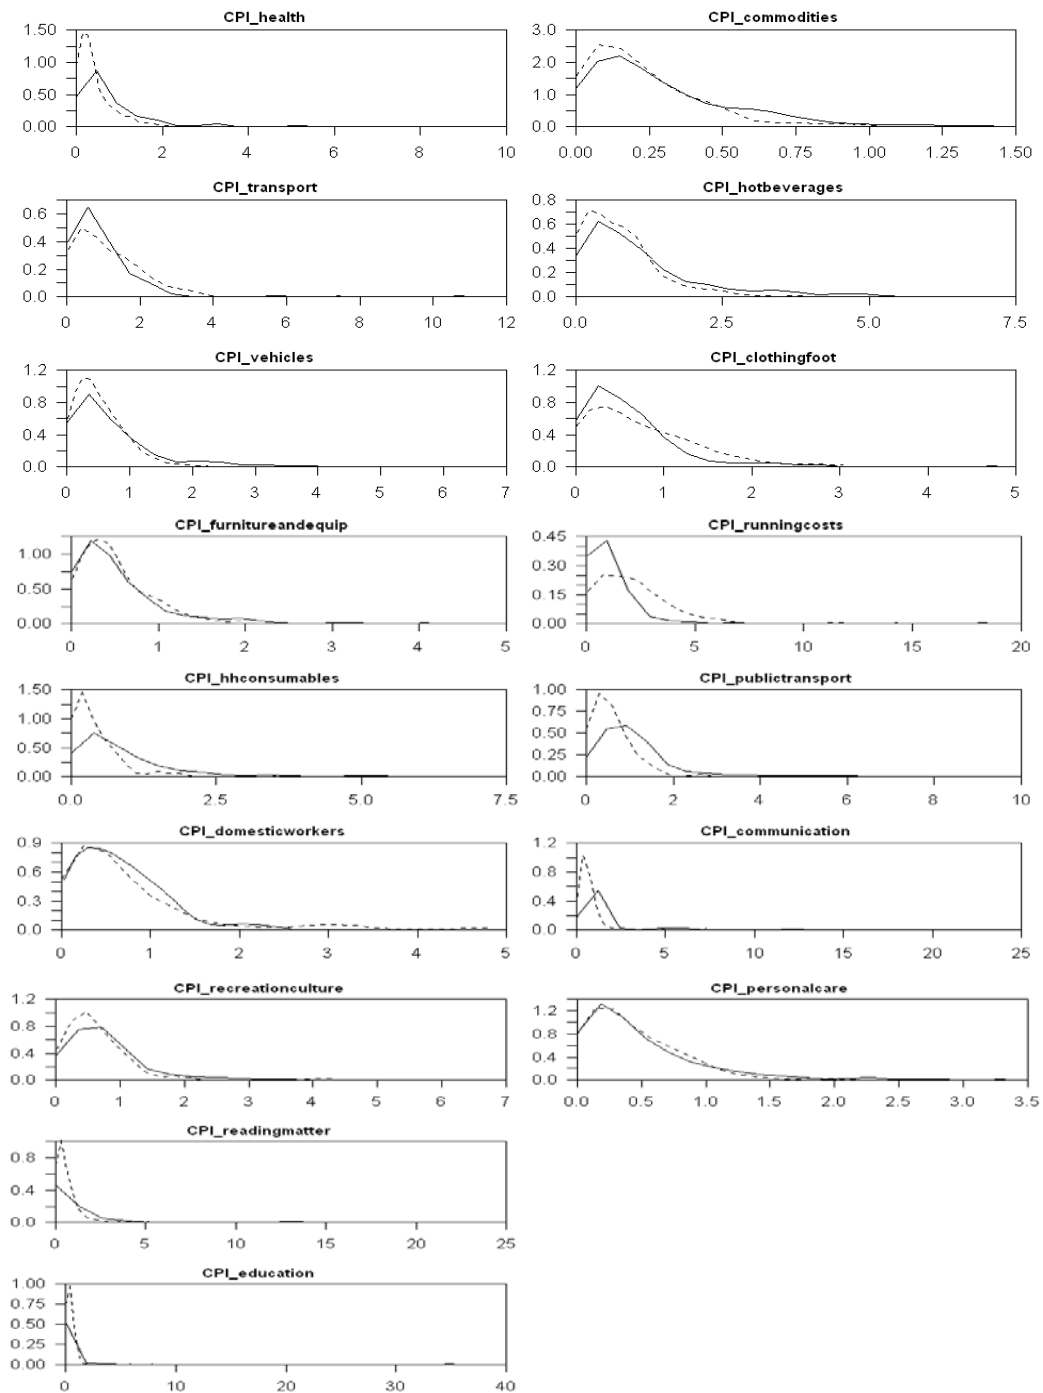 CPI_health
1.50
1.00
0.50
0.00
0 2 4 6 8 10
CPI_commodities
3.0
2.0
1.0
0.0
0.00 0.25 0.50 0.75 1.00 1.25 1.50
CPI_transport
0.6
0.4
0.2
0.0
0 2 4 6 8 10 12
CPI_hotbeverages
0.8
0.6
0.4
0.2
0.0
0.0 2.5 5.0 7.5
CPI_vehicles
1.2
0.8
0.4
0.0
0 1 2 3 4 5 6 7
CPI_clothingfoot
1.2
0.8
0.4
0.0
0 1 2 3 4 5
CPI_furnitureandequip
1.00
0.50
0.00
0 1 2 3 4 5
CPI_runningcosts
0.45
0.30
0.15
0.00
0 5 10 15 20
CPI_hhconsumables
1.50
1.00
0.50
0.00
0.0 2.5 5.0 7.5
CPI_publictransport
1.00
0.75
0.50
0.25
0.00
0 2 4 6 8 10
CPI_domesticworkers
0.9
0.6
0.3
0.0
0 1 2 3 4 5
CPI_communication
1.2
0.8
0.4
0.0
0 5 10 15 20 25
CPI_recreationculture
1.2
0.8
0.4
0.0
0 1 2 3 4 5 6 7
CPI_personalcare
1.2
0.8
0.4
0.0
0.0 0.5 1.0 1.5 2.0 2.5 3.0 3.5
CPI_readingmatter
0.8
0.4
0.0
0 5 10 15 20 25
CPI_education
1.00
0.75
0.50
0.25
0.00
0 10 20 30 40